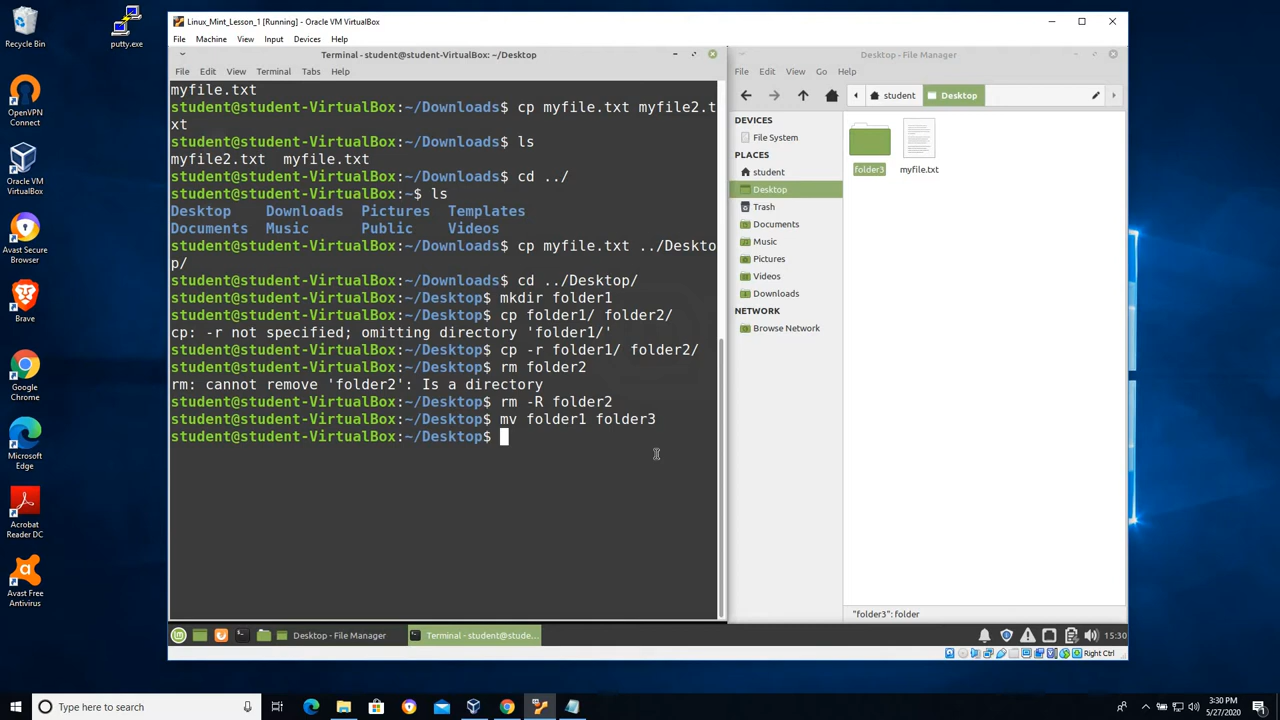 Recycle Bin
putty.exe
OpenVPN
Connect
Oracle VM
VirtualBox
Avast Secure
Browser
Brave
Google
Chrome
Microsoft
Edge
Acrobat
Reader DC
Avast Free
Antivirus
Linux_Mint_Lesson_1 [Running] - Oracle VM VirtualBox
File Machine View Input Devices Help
Terminal - student@student-VirtualBox: ~/Desktop
File Edit View Terminal Tabs Help
myfile.txt
student@student-VirtualBox:~/Downloads$ cp myfile.txt myfile2.t
xt
student@student-VirtualBox:~/Downloads$ ls
myfile2.txt  myfile.txt
student@student-VirtualBox:~/Downloads$ cd ../
student@student-VirtualBox:~$ ls
Desktop    Downloads  Pictures  Templates
Documents  Music      Public    Videos
student@student-VirtualBox:~/Downloads$ cp myfile.txt ../Deskto
p/
student@student-VirtualBox:~/Downloads$ cd ../Desktop/
student@student-VirtualBox:~/Desktop$ mkdir folder1
student@student-VirtualBox:~/Desktop$ cp folder1/ folder2/
cp: -r not specified; omitting directory 'folder1/'
student@student-VirtualBox:~/Desktop$ cp -r folder1/ folder2/
student@student-VirtualBox:~/Desktop$ rm folder2
rm: cannot remove 'folder2': Is a directory
student@student-VirtualBox:~/Desktop$ rm -R folder2
student@student-VirtualBox:~/Desktop$ mv folder1 folder3
student@student-VirtualBox:~/Desktop$
Desktop - File Manager
File Edit View Go Help
student Desktop
DEVICES
File System
PLACES
student
Desktop
Trash
Documents
Music
Pictures
Videos
Downloads
NETWORK
Browse Network
folder3 myfile.txt
"folder3": folder
Desktop - File Manager
Terminal - student@stude...
15:30
Right Ctrl
Type here to search
3:30 PM
5/27/2020
1